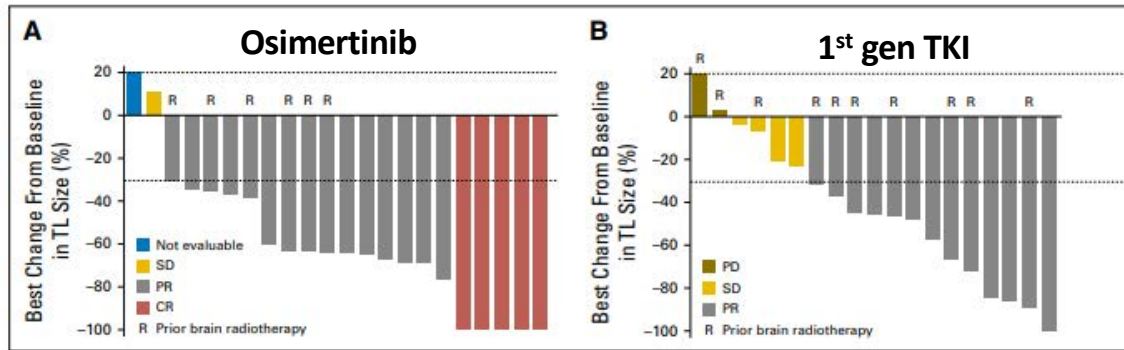 A
Osimertinib
Best Change From Baseline
in TL Size (%)
20
0
−20
−40
−60
−80
−100
R R R R R R
Not evaluable
SD
PR
CR
R Prior brain radiotherapy
B
1st gen TKI
Best Change From Baseline
in TL Size (%)
20
0
−20
−40
−60
−80
−100
R
R
R R R R R R R R
PD
SD
PR
R Prior brain radiotherapy